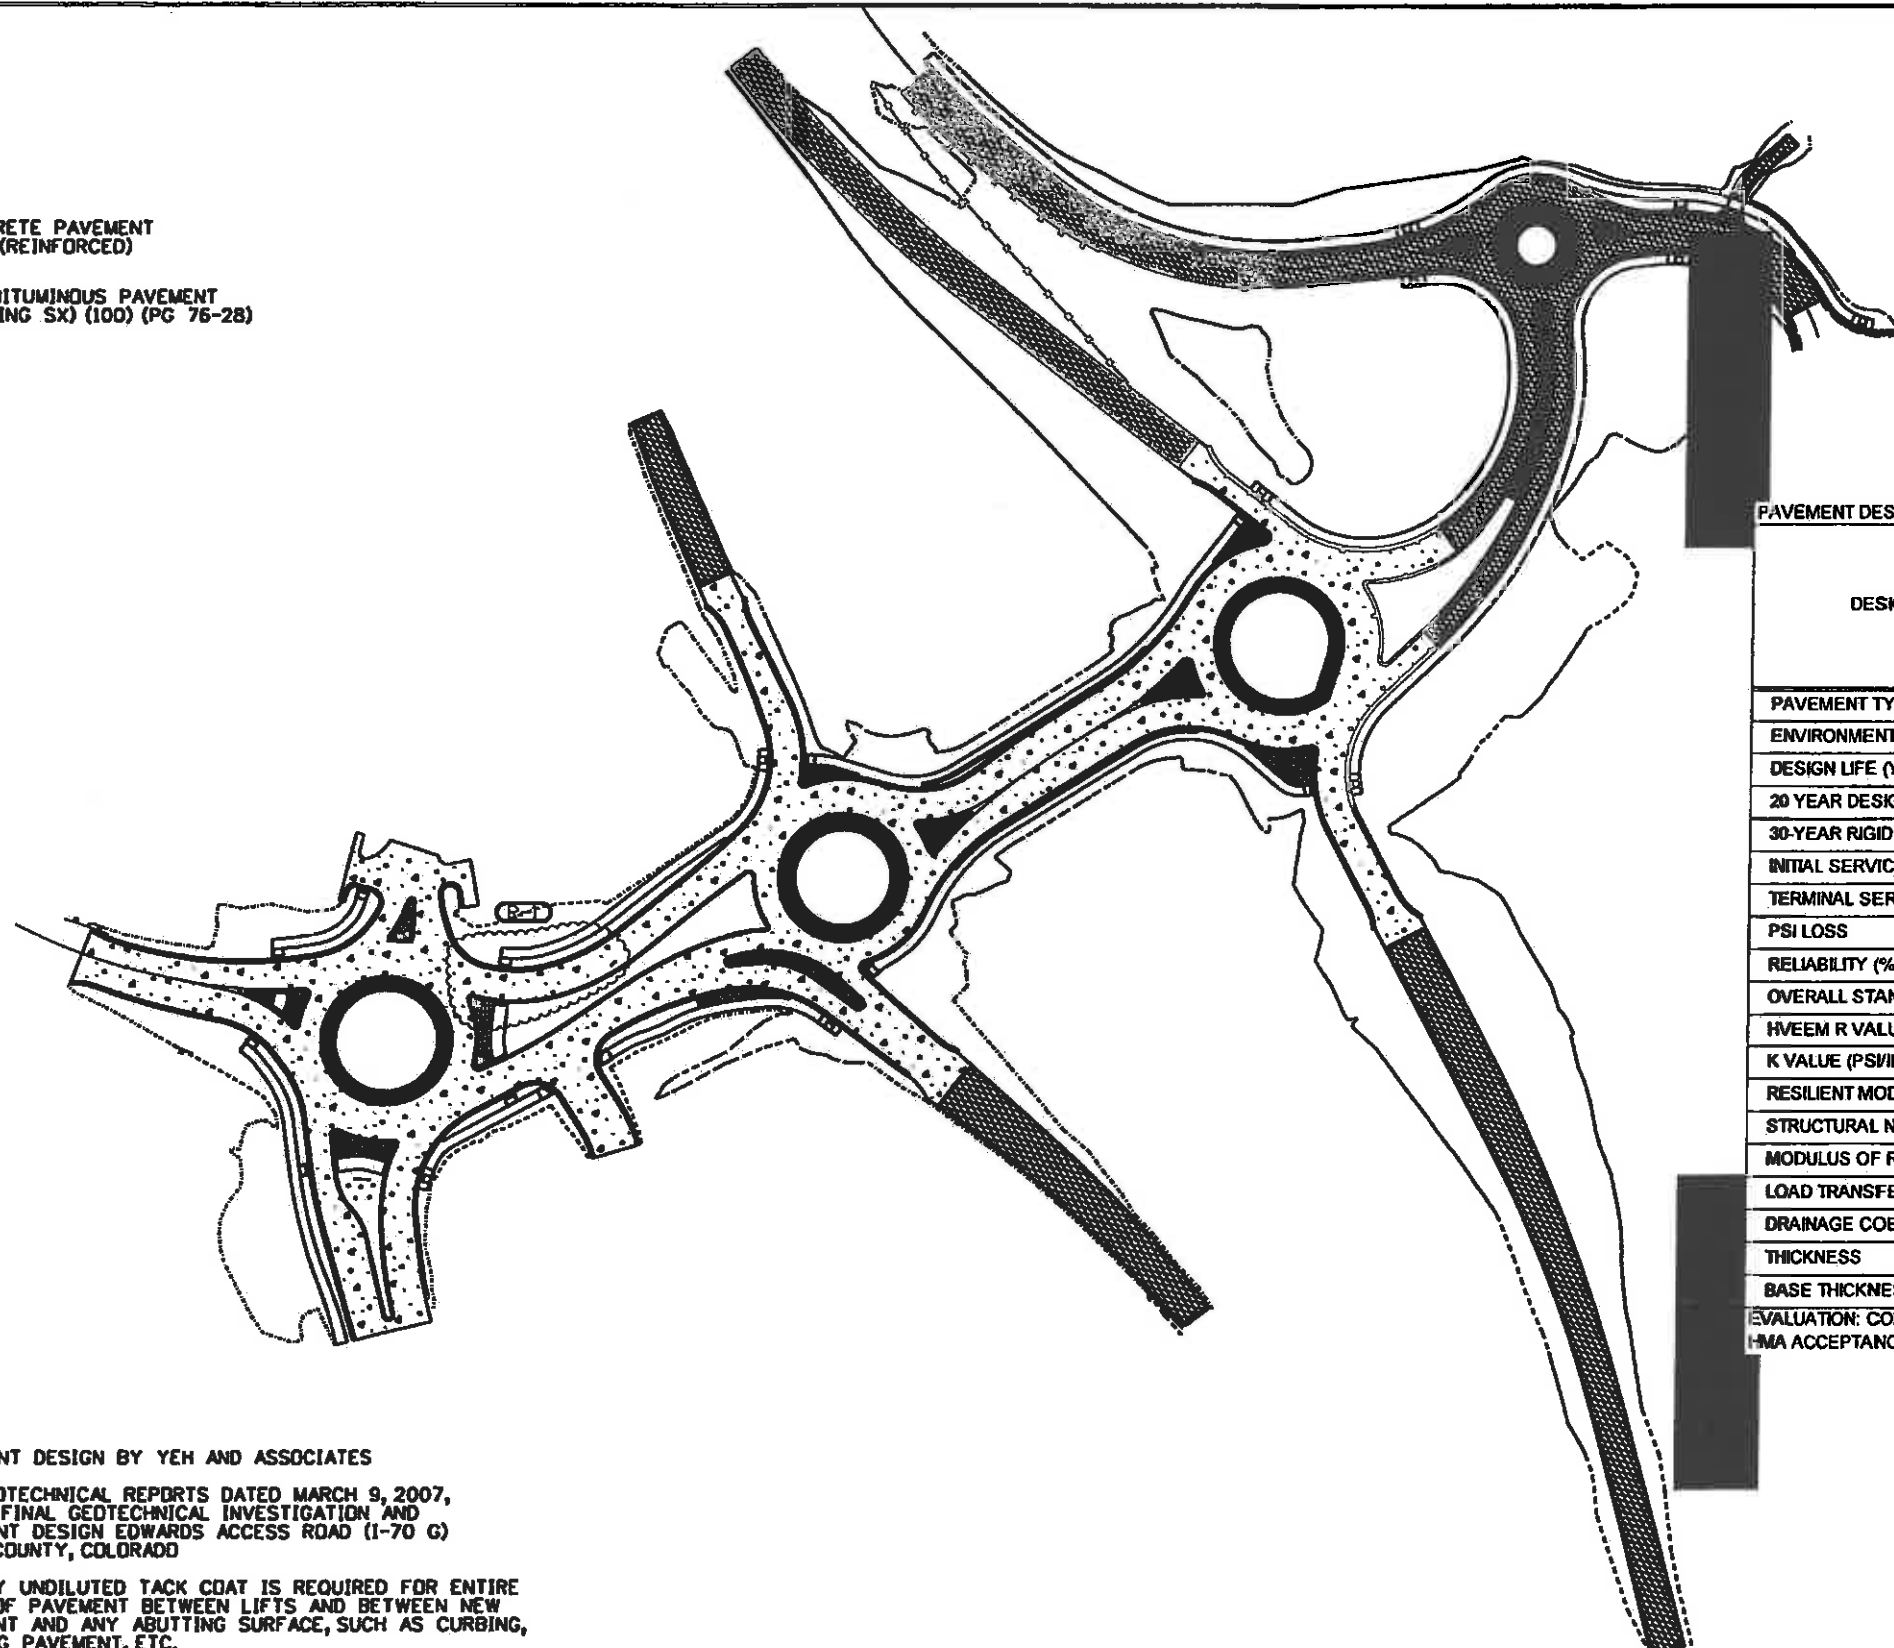 RETE PAVEMENT
(REINFORCED)
ITUMINOUS PAVEMENT
ING SX) (100) (PG 76-28)
R-1
PAVEMENT DES
DESI
PAVEMENT TY
ENVIRONMENT
DESIGN LIFE (Y
20 YEAR DESIG
30-YEAR RIGID
INITIAL SERVIC
TERMINAL SER
PSI LOSS
RELIABILITY (%
OVERALL STAN
HVEEM R VALU
K VALUE (PSI/I
RESILIENT MOD
STRUCTURAL N
MODULUS OF R
LOAD TRANSFE
DRAINAGE COE
THICKNESS
BASE THICKNE
EVALUATION: CO
HMA ACCEPTANC
NT DESIGN BY YEH AND ASSOCIATES
OTECHNICAL REPORTS DATED MARCH 9, 2007,
FINAL GEOTECHNICAL INVESTIGATION AND
NT DESIGN EDWARDS ACCESS ROAD (I-70 G)
COUNTY, COLORADO
Y UNDILUTED TACK COAT IS REQUIRED FOR ENTIRE
OF PAVEMENT BETWEEN LIFTS AND BETWEEN NEW
NT AND ANY ABUTTING SURFACE, SUCH AS CURBING,
G PAVEMENT, ETC.